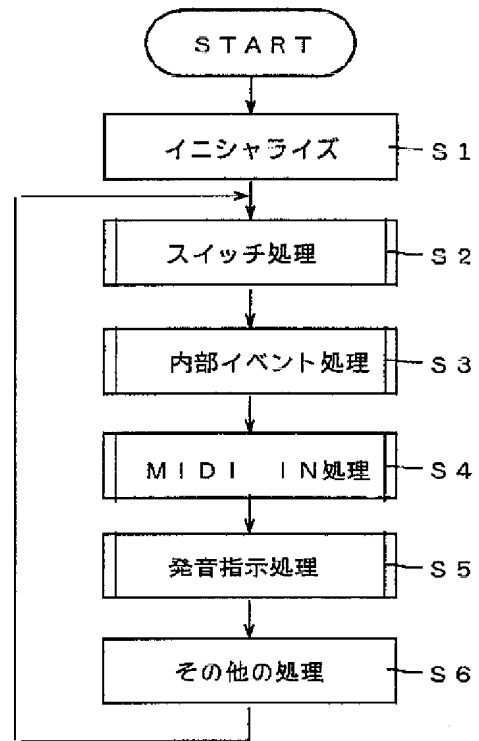 ＳＴＡＲＴ
イニシャライズ Ｓ１
スイッチ処理 Ｓ２
内部イベント処理 Ｓ３
ＭＩＤＩ　ＩＮ処理 Ｓ４
発音指示処理 Ｓ５
その他の処理 Ｓ６